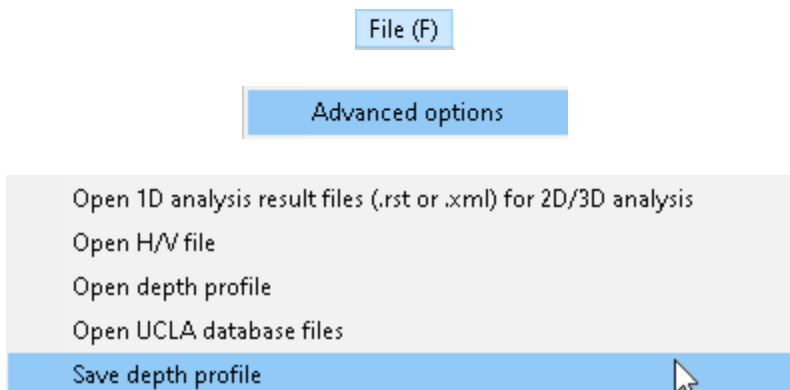 File (F)
Advanced options
Open 1D analysis result files (.rst or .xml) for 2D/3D analysis
Open H/V file
Open depth profile
Open UCLA database files
Save depth profile